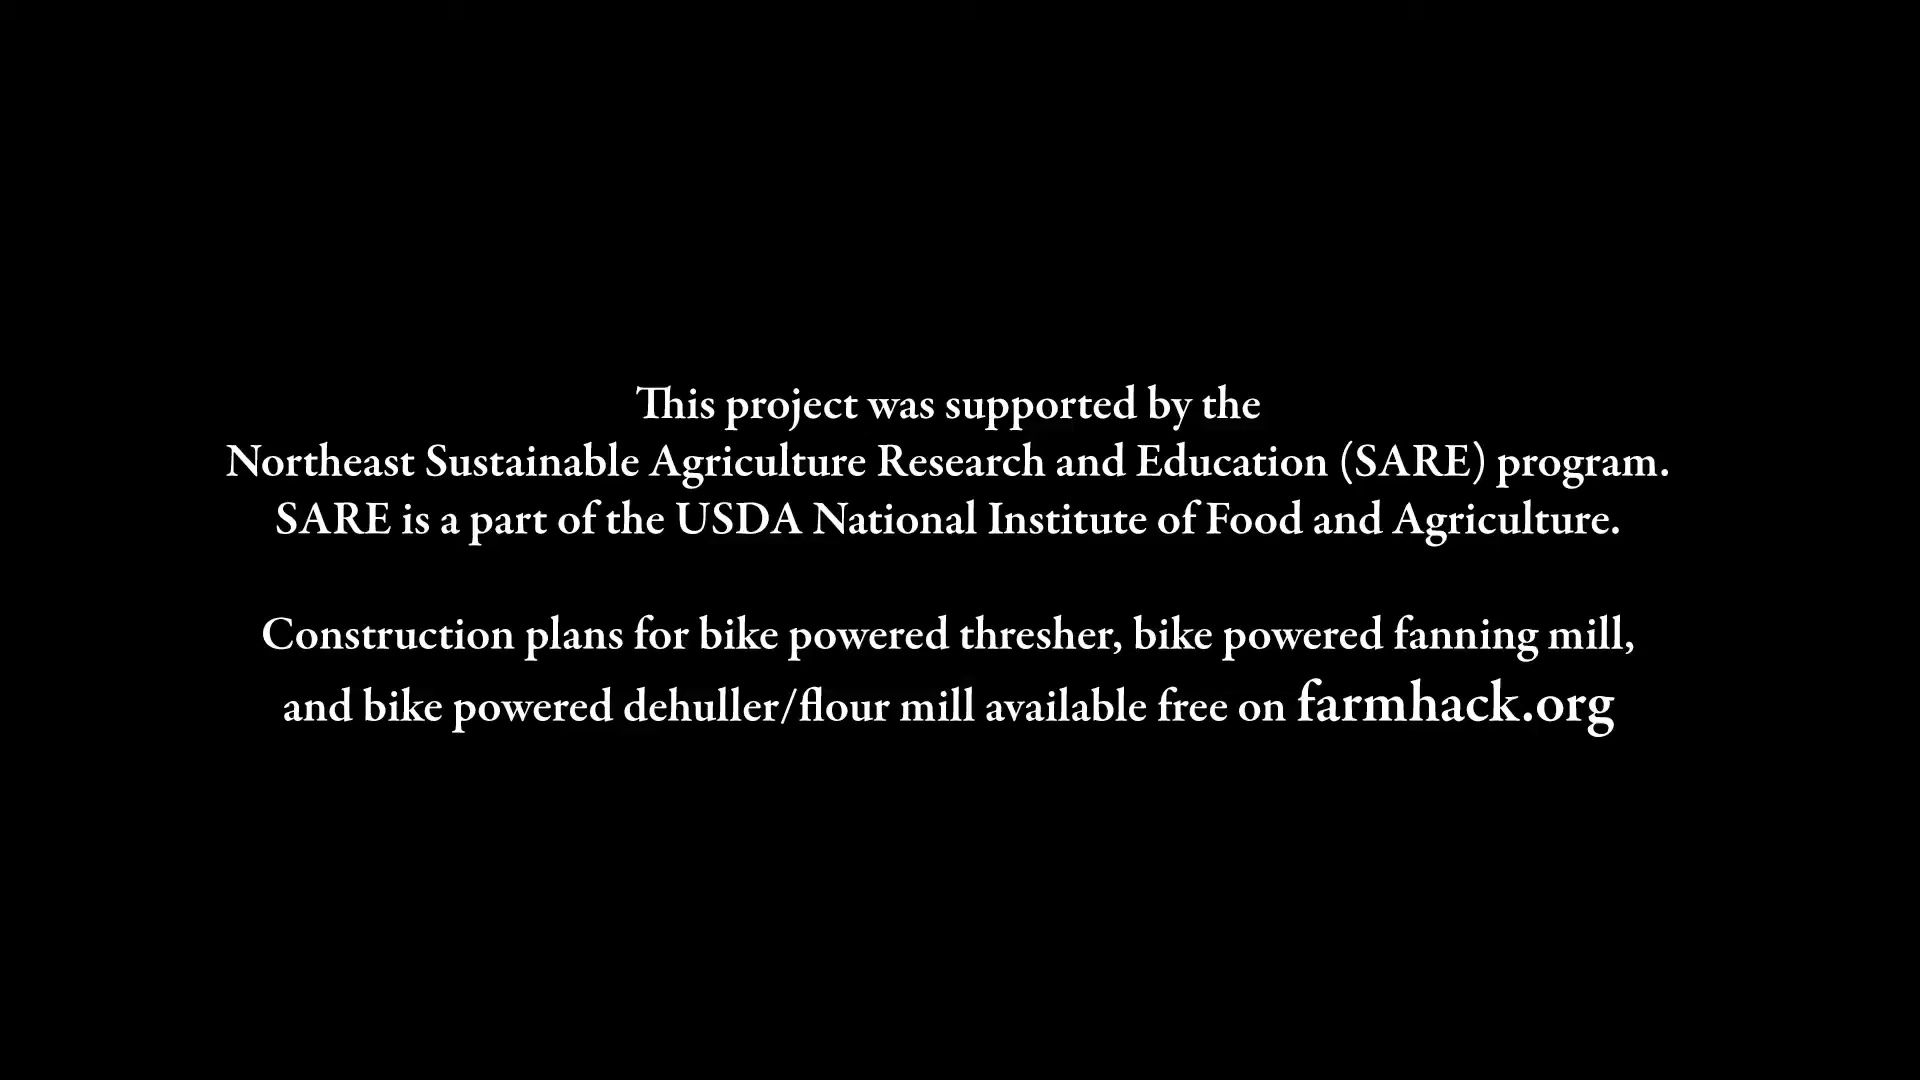 This project was supported by the
Northeast Sustainable Agriculture Research and Education (SARE) program.
SARE is a part of the USDA National Institute of Food and Agriculture.
Construction plans for bike powered thresher, bike powered fanning mill,
and bike powered dehuller/flour mill available free on farmhack.org